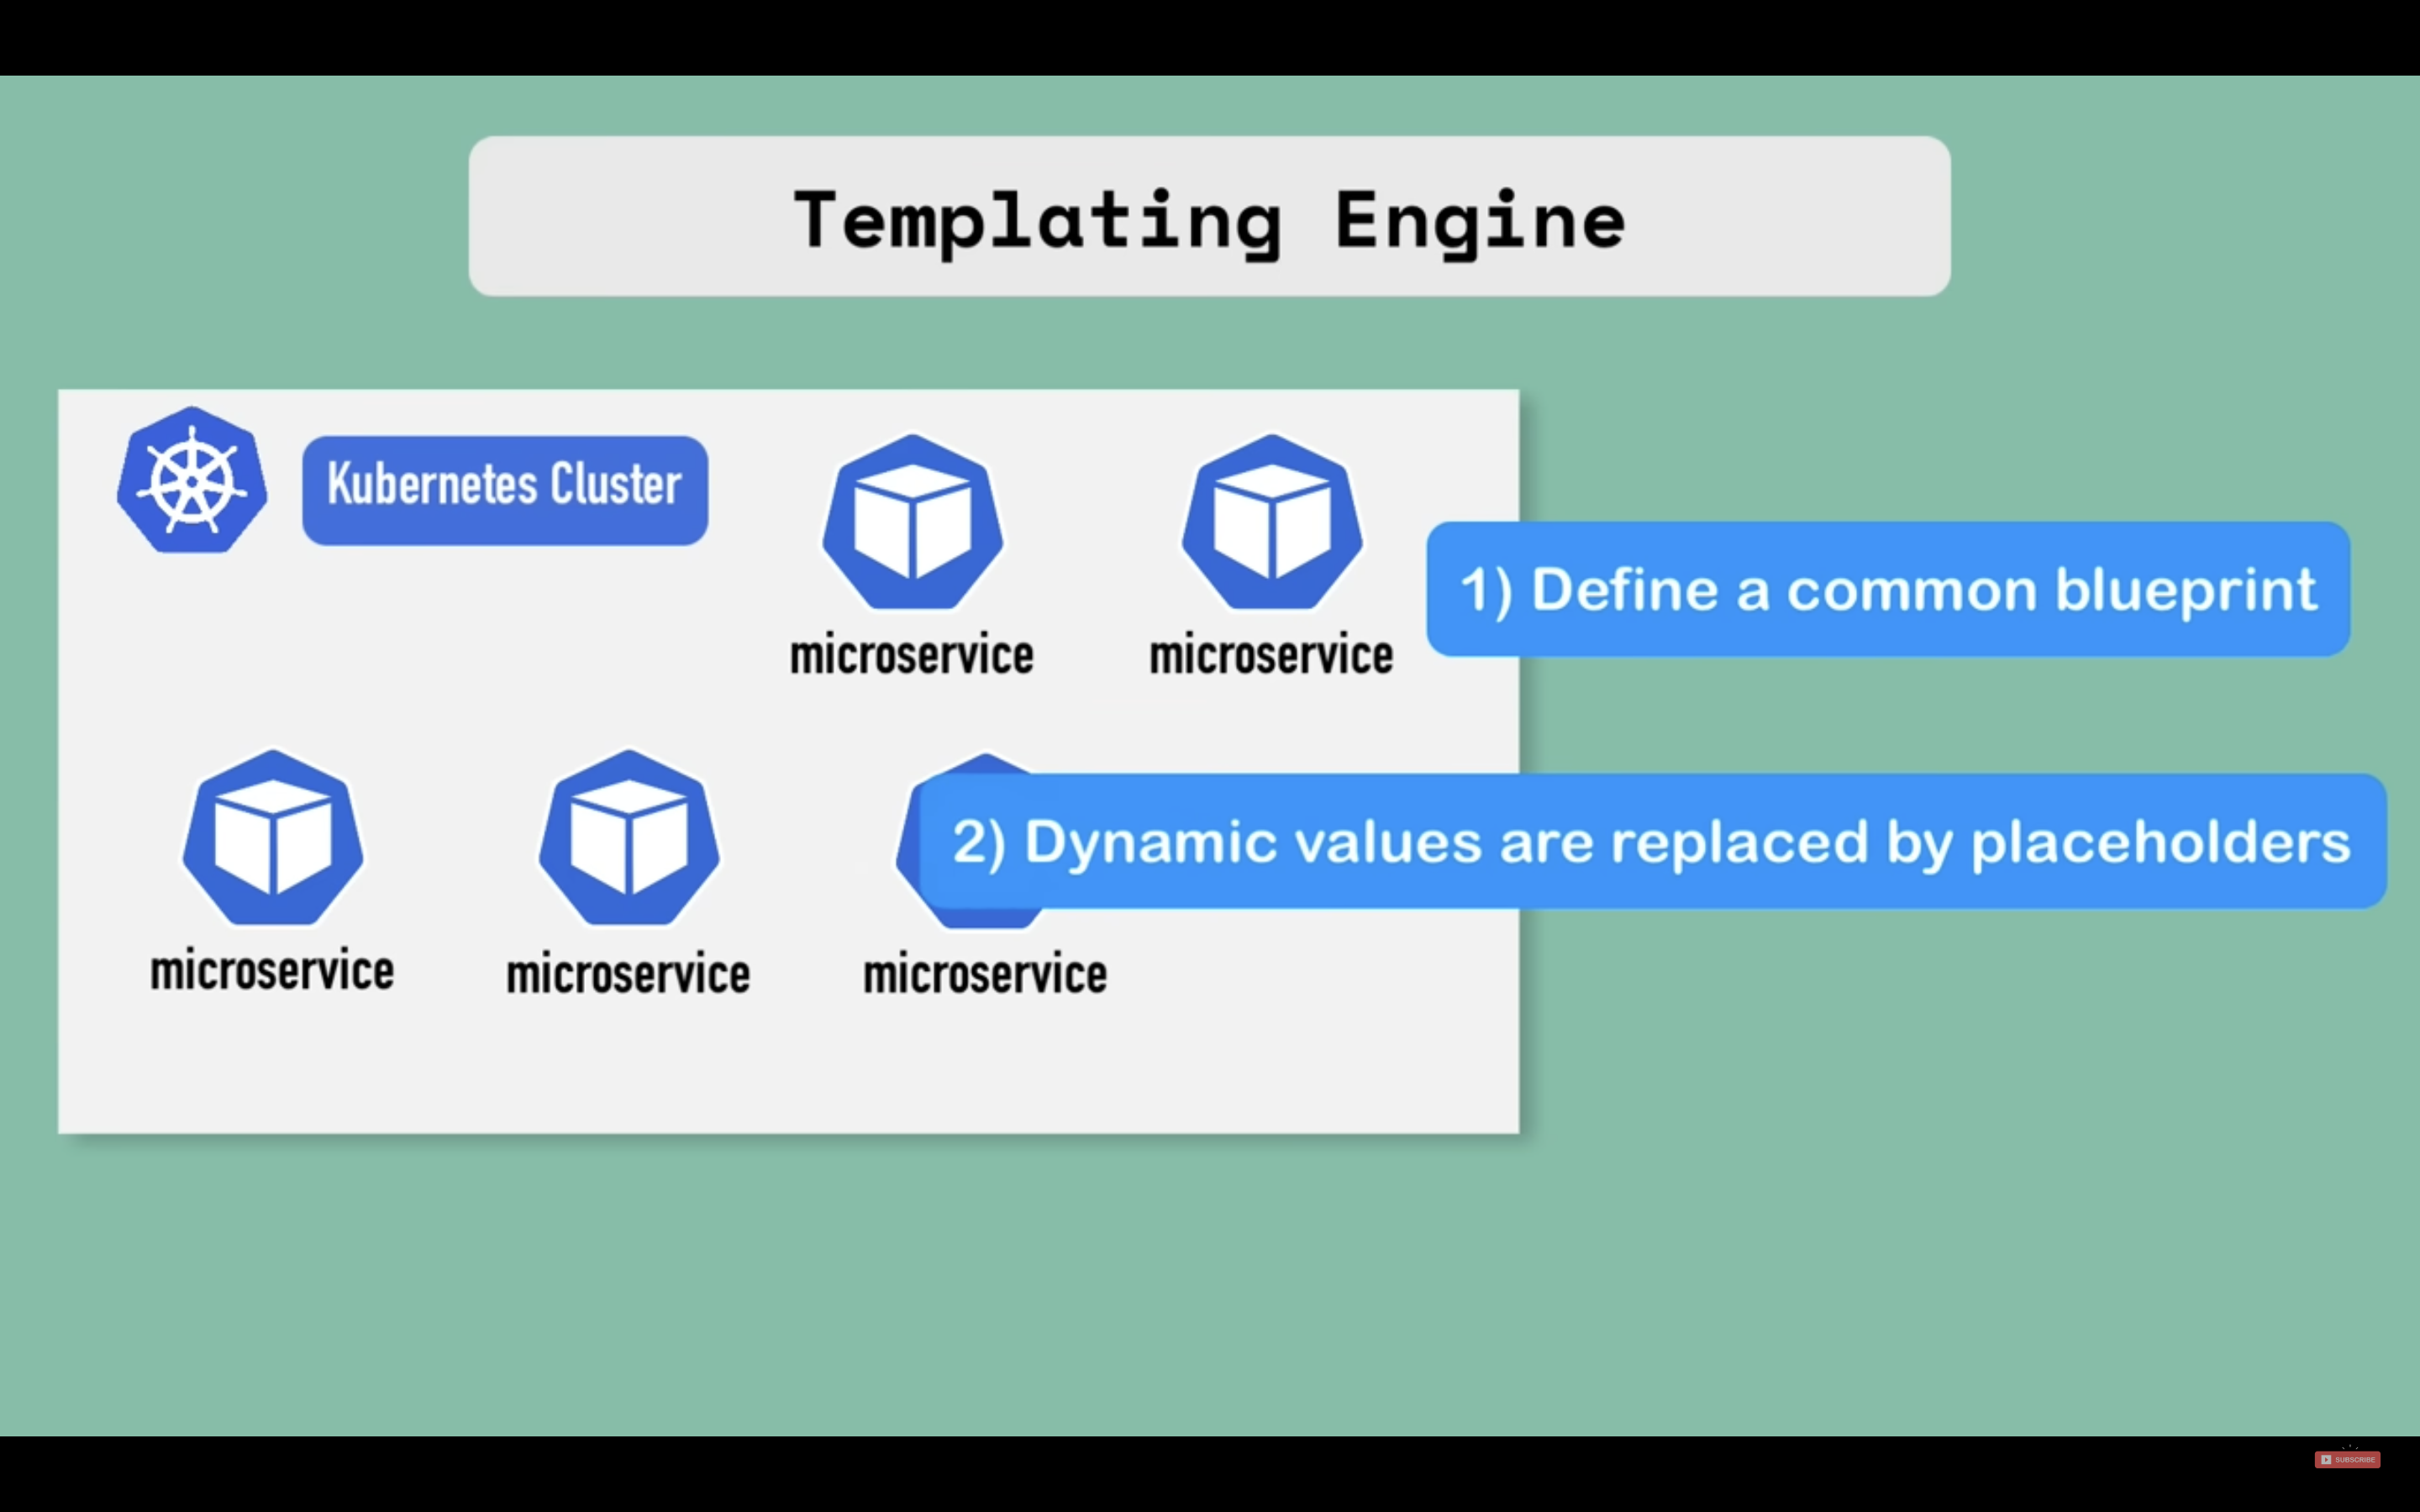 Templating Engine
Kubernetes Cluster
microservice
microservice
1) Define a common blueprint
2) Dynamic values are replaced by placeholders
microservice
microservice
microservice
SUBSCRIBE